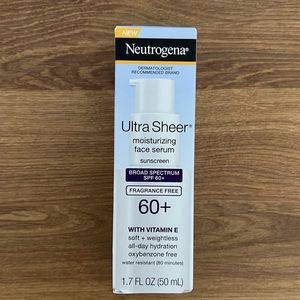 NEW
Neutrogena®
DERMATOLOGIST
RECOMMENDED BRAND
Ultra Sheer®
moisturizing
face serum
sunscreen
BROAD SPECTRUM
SPF 60+
FRAGRANCE FREE
60+
WITH VITAMIN E
soft + weightless
all-day hydration
oxybenzone free
water resistant (80 minutes)
1.7 FL OZ (50 mL)